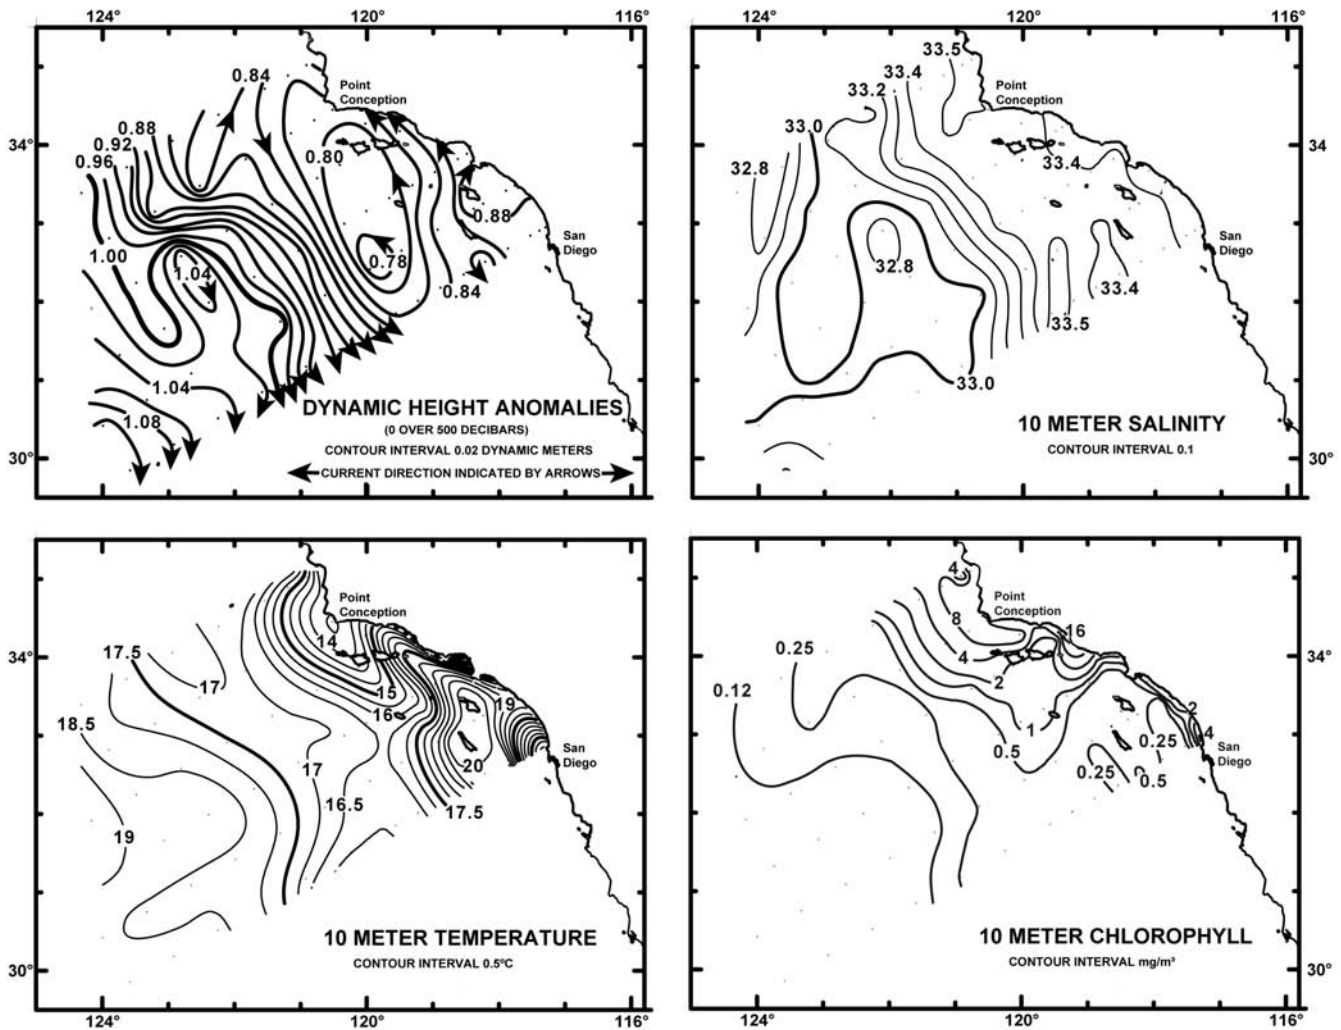 124°
120°
116°
0.84
Point
Conception
0.88
0.92
0.96
34°
0.80
0.88
San
Diego
1.00
1.04
0.78
0.84
1.04
1.08
DYNAMIC HEIGHT ANOMALIES
(0 OVER 500 DECIBARS)
CONTOUR INTERVAL 0.02 DYNAMIC METERS
CURRENT DIRECTION INDICATED BY ARROWS
30°
124°
120°
116°
33.5
33.4
33.2
Point
Conception
33.0
34
32.8
33.4
San
Diego
32.8
33.4
33.5
33.0
10 METER SALINITY
CONTOUR INTERVAL 0.1
30°
Point
Conception
14
17.5
34°
17
15
16
19
18.5
San
Diego
17
20
16.5
17.5
19
10 METER TEMPERATURE
CONTOUR INTERVAL 0.5°C
30°
124°
120°
116°
4
Point
Conception
8
16
0.25
34°
4
2
0.12
2
1
4
0.5
0.25
San
Diego
0.25
0.5
10 METER CHLOROPHYLL
CONTOUR INTERVAL mg/m³
30°
124°
120°
116°